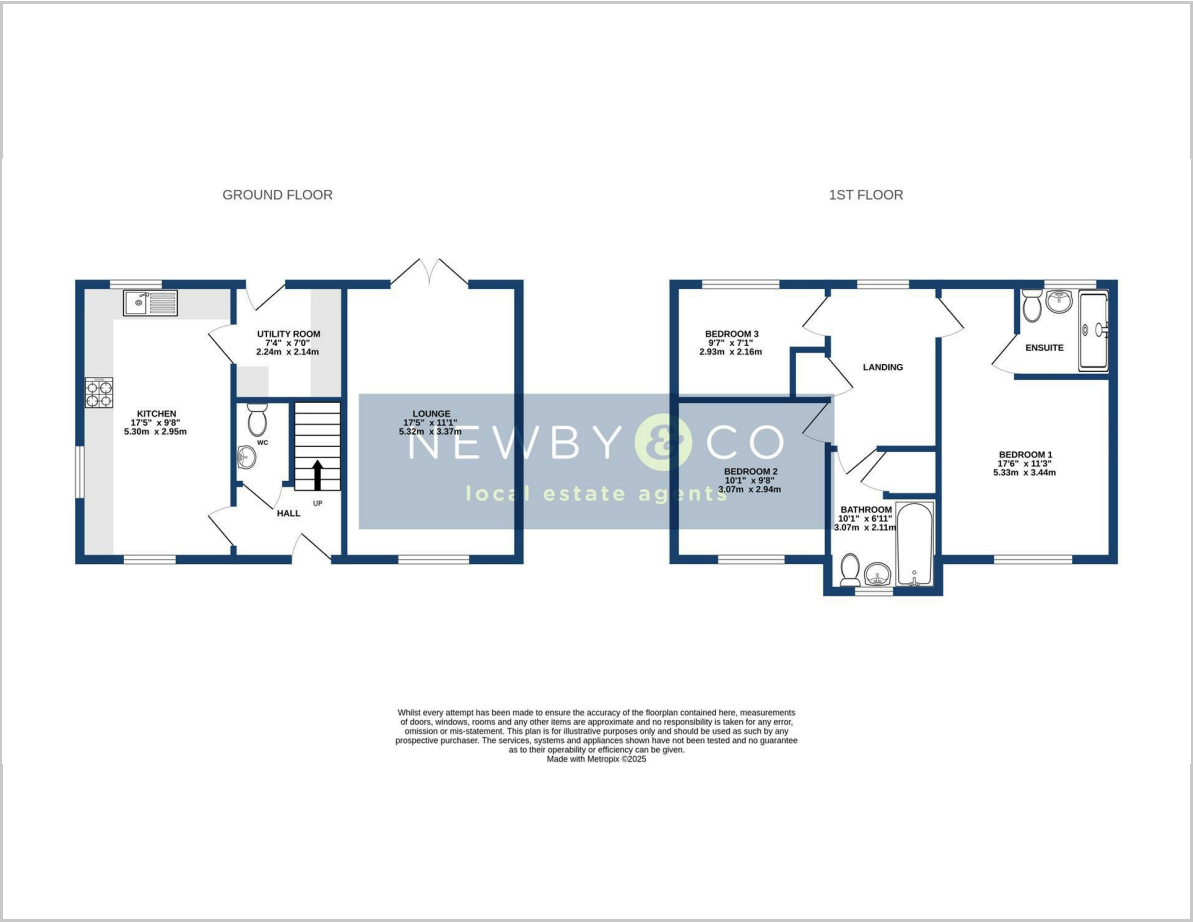 GROUND FLOOR
1ST FLOOR
UTILITY ROOM
7'4" x 7'0"
2.24m x 2.14m
KITCHEN
17'5" x 9'8"
5.30m x 2.95m
WC
LOUNGE
17'5" x 11'1"
5.32m x 3.37m
HALL
UP
BEDROOM 3
9'7" x 7'1"
2.93m x 2.16m
LANDING
ENSUITE
BEDROOM 2
10'1" x 9'8"
3.07m x 2.94m
BEDROOM 1
17'6" x 11'3"
5.33m x 3.44m
BATHROOM
10'1" x 6'11"
3.07m x 2.11m
NEWBY & CO
local estate agents
Whilst every attempt has been made to ensure the accuracy of the floorplan contained here, measurements
of doors, windows, rooms and any other items are approximate and no responsibility is taken for any error,
omission or mis-statement. This plan is for illustrative purposes only and should be used as such by any
prospective purchaser. The services, systems and appliances shown have not been tested and no guarantee
as to their operability or efficiency can be given.
Made with Metropix ©2025